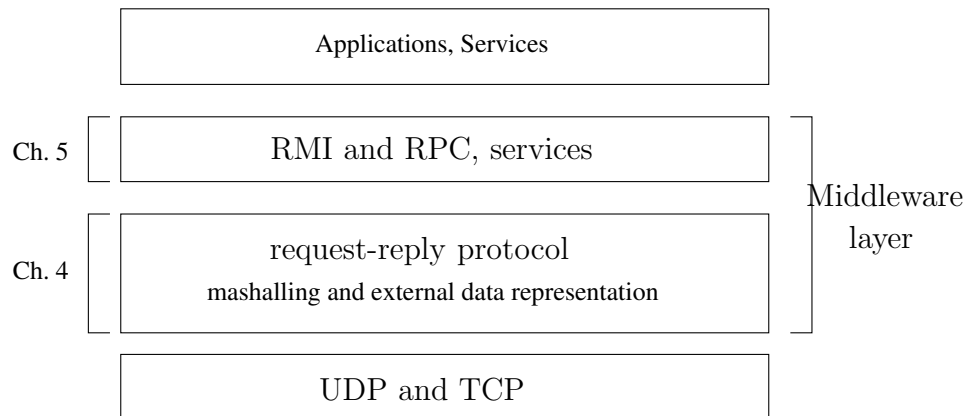 Applications, Services
Ch. 5
RMI and RPC, services
Middleware
layer
Ch. 4
request-reply protocol
mashalling and external data representation
UDP and TCP